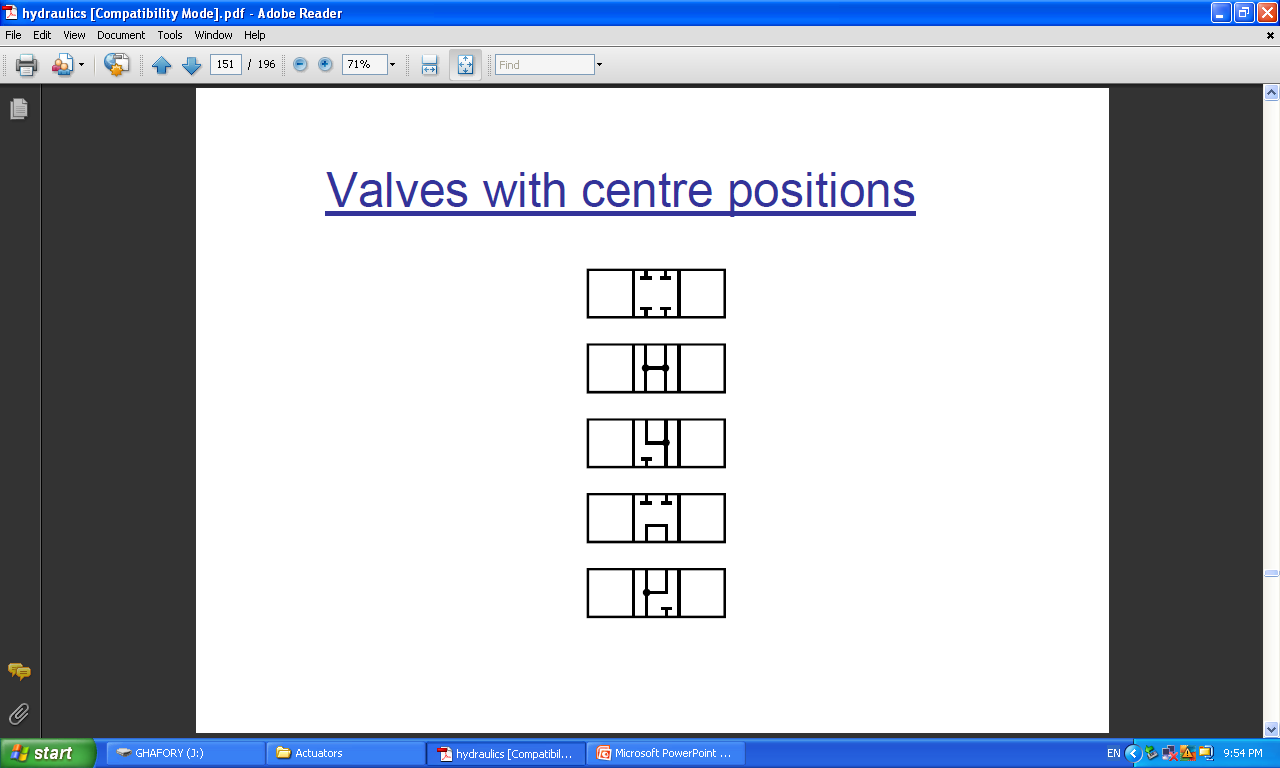 hydraulics [Compatibility Mode].pdf - Adobe Reader
File Edit View Document Tools Window Help
151 / 196 71% Find
Valves with centre positions
start GHAFORY (J:) Actuators hydraulics [Compatibil... Microsoft PowerPoint ... EN 9:54 PM